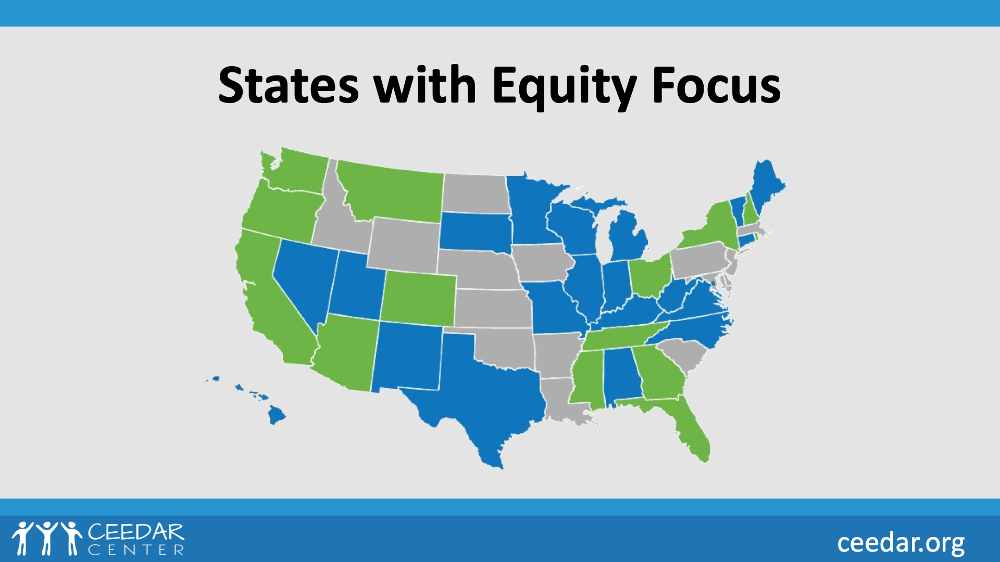 States with Equity Focus
CEEDAR
CENTER
ceedar.org